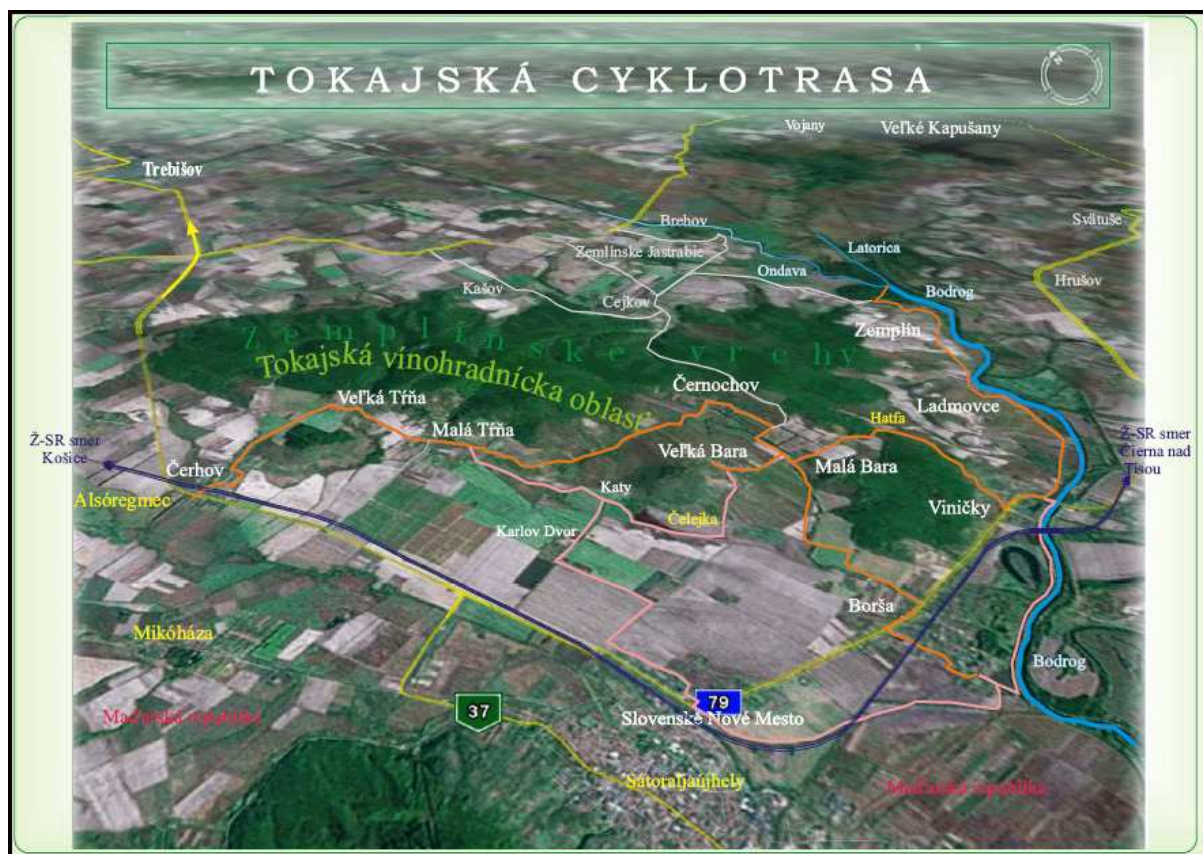 TOKAJSKÁ CYKLOTRASA
N
Vojany
Veľké Kapušany
Trebišov
Brehov
Svätuše
Zemlínske Jastrabie
Latorica
Ondava
Hrušov
Kašov
Cejkov
Bodrog
Zemplín
Zemplínske vrchy
Tokajská vínohradnícka oblasť
Černochov
Veľká Tŕňa
Ladmovce
Hatfa
Malá Tŕňa
Ž-SR smer
Košice
Ž-SR smer
Čierna nad
Tisou
Veľká Bara
Malá Bara
Čerhov
Alsóregmec
Katy
Viničky
Čelejka
Karlov Dvor
Borša
Mikóháza
Bodrog
79
37
Maďarská republika
Slovenské Nové Mesto
Sátoraljaújhely
Maďarská republika